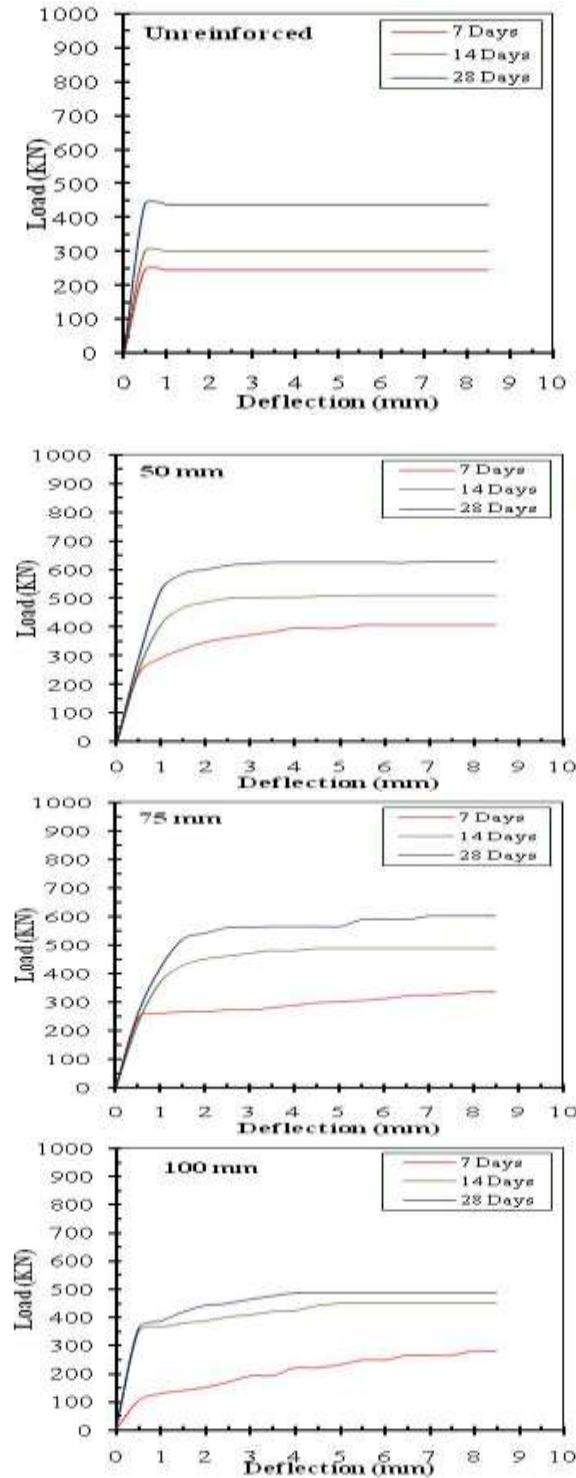 Unreinforced
7 Days
14 Days
28 Days
Load (KN)
1000
900
800
700
600
500
400
300
200
100
0
0 1 2 3 4 5 6 7 8 9 10
Deflection (mm)
50 mm
7 Days
14 Days
28 Days
Load (KN)
1000
900
800
700
600
500
400
300
200
100
0
0 1 2 3 4 5 6 7 8 9 10
Deflection (mm)
75 mm
7 Days
14 Days
28 Days
Load (KN)
1000
900
800
700
600
500
400
300
200
100
0
0 1 2 3 4 5 6 7 8 9 10
Deflection (mm)
100 mm
7 Days
14 Days
28 Days
Load (KN)
1000
900
800
700
600
500
400
300
200
100
0
0 1 2 3 4 5 6 7 8 9 10
Deflection (mm)